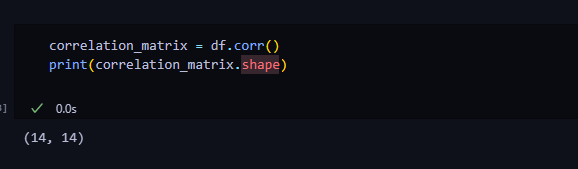 correlation_matrix = df.corr()
print(correlation_matrix.shape)
]
0.0s
(14, 14)